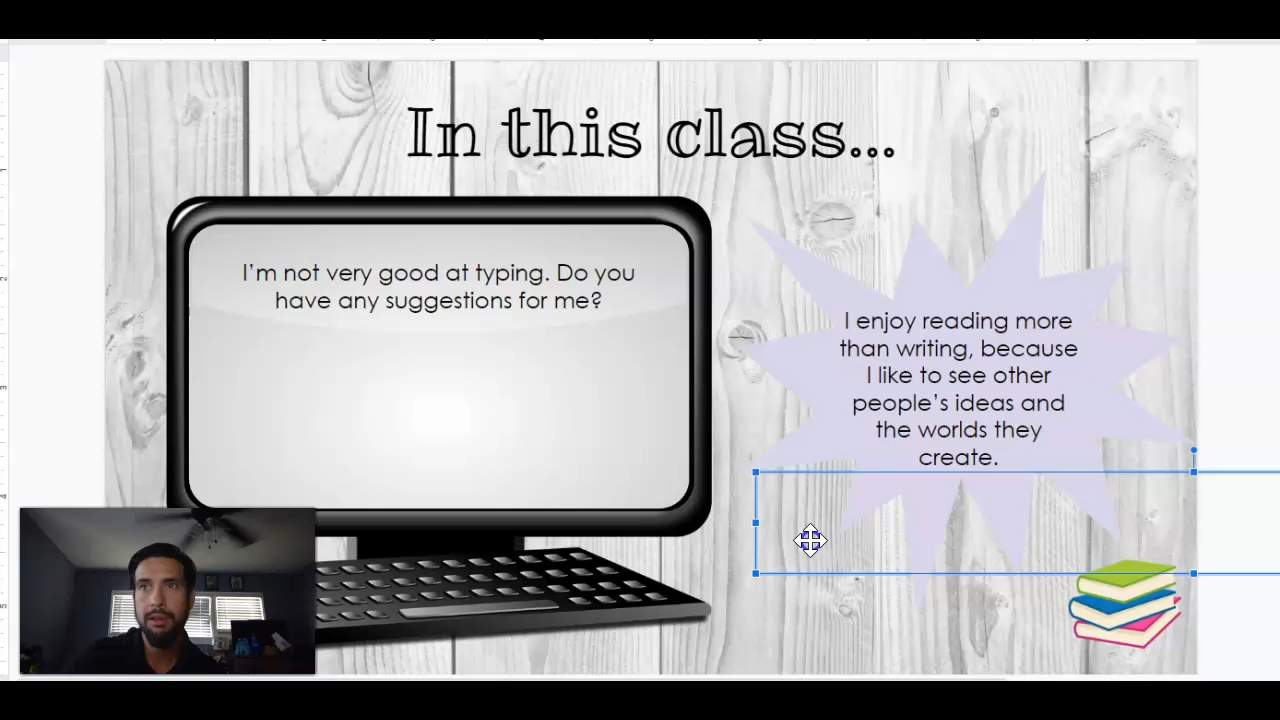 In this class...
I'm not very good at typing. Do you
have any suggestions for me?
I enjoy reading more
than writing, because
I like to see other
people's ideas and
the worlds they
create.